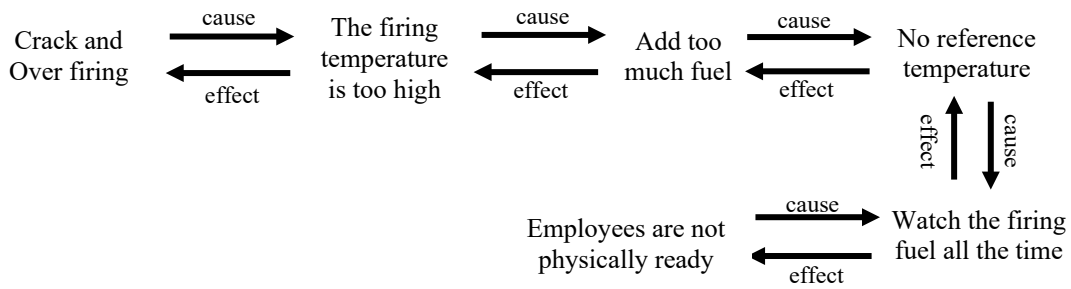 cause
cause
cause
Crack and
Over firing
The firing
temperature
is too high
Add too
much fuel
No reference
temperature
effect
effect
effect
effect
cause
Employees are not
physically ready
cause
effect
Watch the firing
fuel all the time